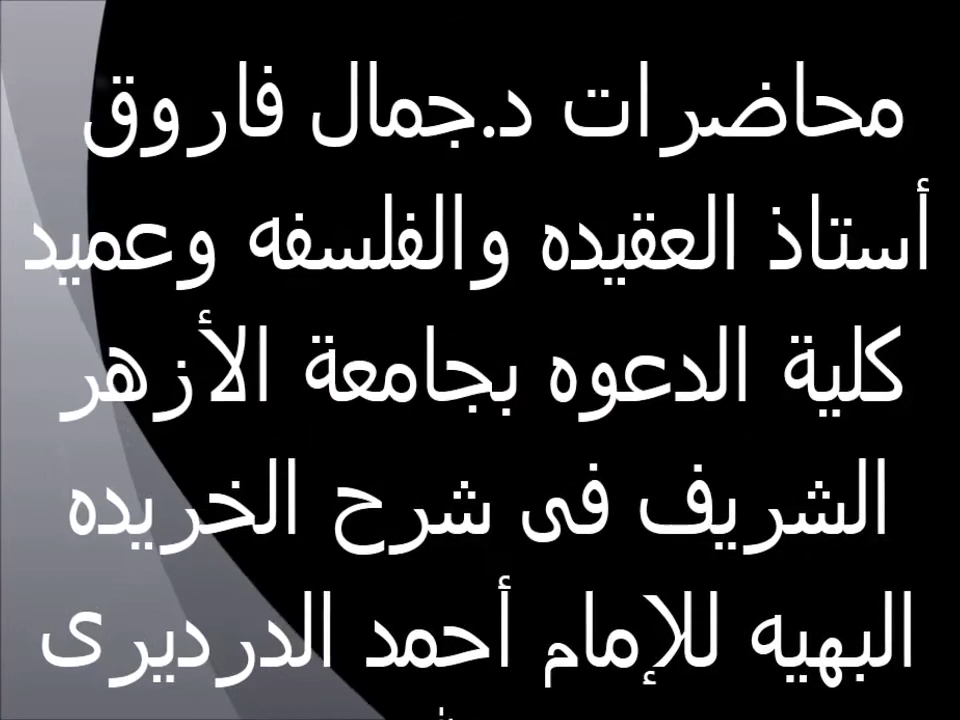 محاضرات د.جمال فاروق
أستاذ العقيده والفلسفه وعميد
كلية الدعوه بجامعة الأزهر
الشريف فى شرح الخريده
البهيه للإمام أحمد الدرديرى